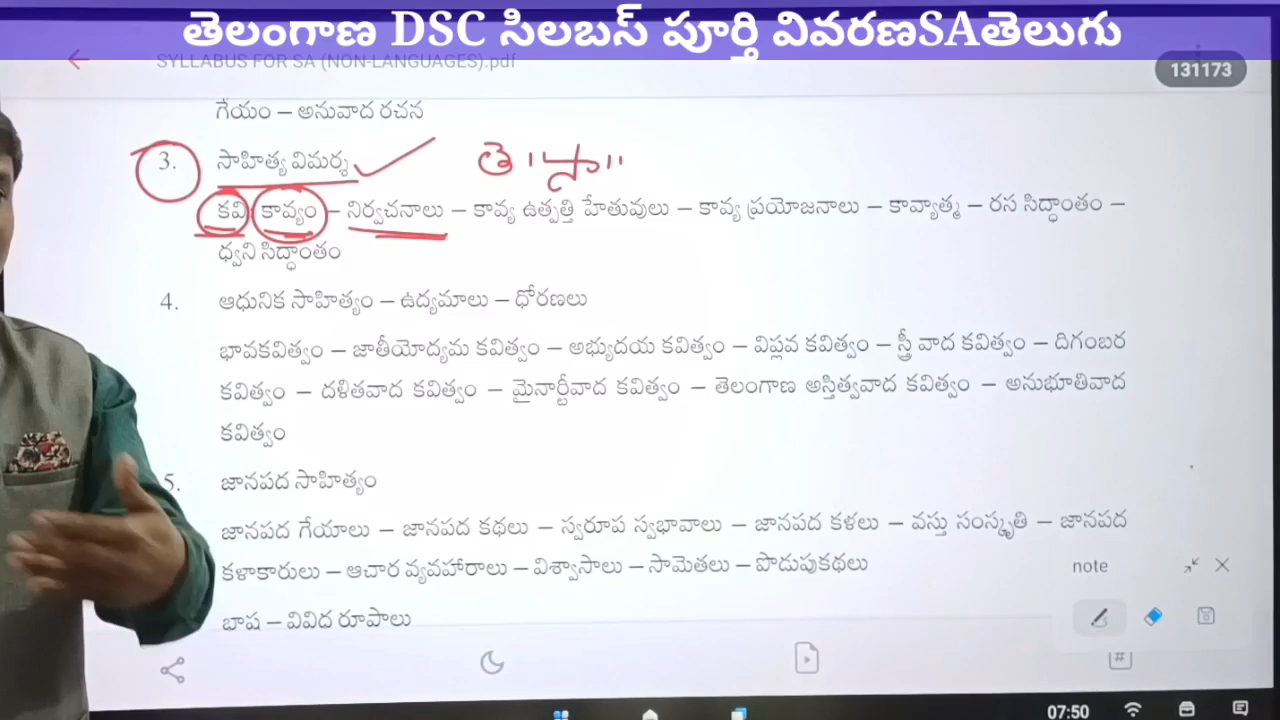 తెలంగాణ DSC సిలబస్ పూర్తి వివరణSAతెలుగు
SYLLABUS FOR SA (NON-LANGUAGES).pdf
131173
గేయం – అనువాద రచన
3. సాహిత్య విమర్శ
కవి కావ్యం – నిర్వచనాలు – కావ్య ఉత్పత్తి హేతువులు – కావ్య ప్రయోజనాలు – కావ్యాత్మ – రస సిద్ధాంతం –
ధ్వని సిద్ధాంతం
4. ఆధునిక సాహిత్యం – ఉద్యమాలు – ధోరణలు
భావకవిత్వం – జాతీయోద్యమ కవిత్వం – అభ్యుదయ కవిత్వం – విప్లవ కవిత్వం – స్త్రీ వాద కవిత్వం – దిగంబర
కవిత్వం – దళితవాద కవిత్వం – మైనార్టీవాద కవిత్వం – తెలంగాణ అస్తిత్వవాద కవిత్వం – అనుభూతివాద
కవిత్వం
5. జానపద సాహిత్యం
జానపద గేయాలు – జానపద కథలు – స్వరూప స్వభావాలు – జానపద కళలు – వస్తు సంస్కృతి – జానపద
కళాకారులు – ఆచార వ్యవహారాలు – విశ్వాసాలు – సామెతలు – పొడుపుకథలు
note
భాష – వివిధ రూపాలు
07:50